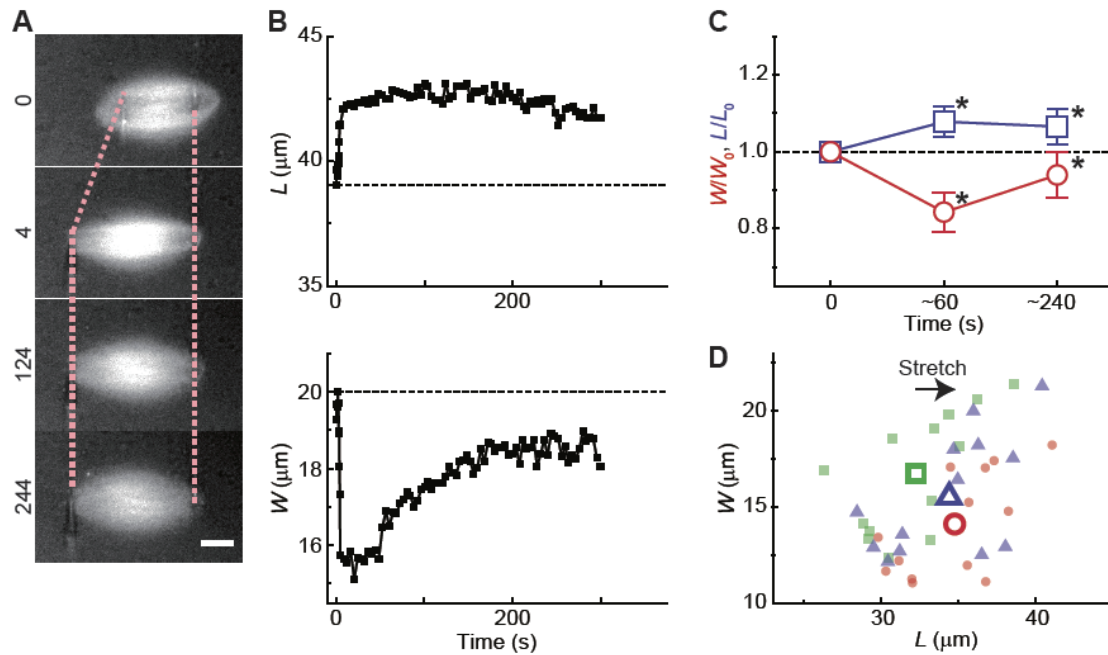 A
0
4
124
244
B
L (μm)
45
40
35
0
200
W (μm)
20
18
16
0
200
Time (s)
C
W/W₀, L/L₀
1.2
1.0
0.8
*
*
*
*
0
~60
~240
Time (s)
D
Stretch
W (μm)
20
15
10
30
35
40
L (μm)